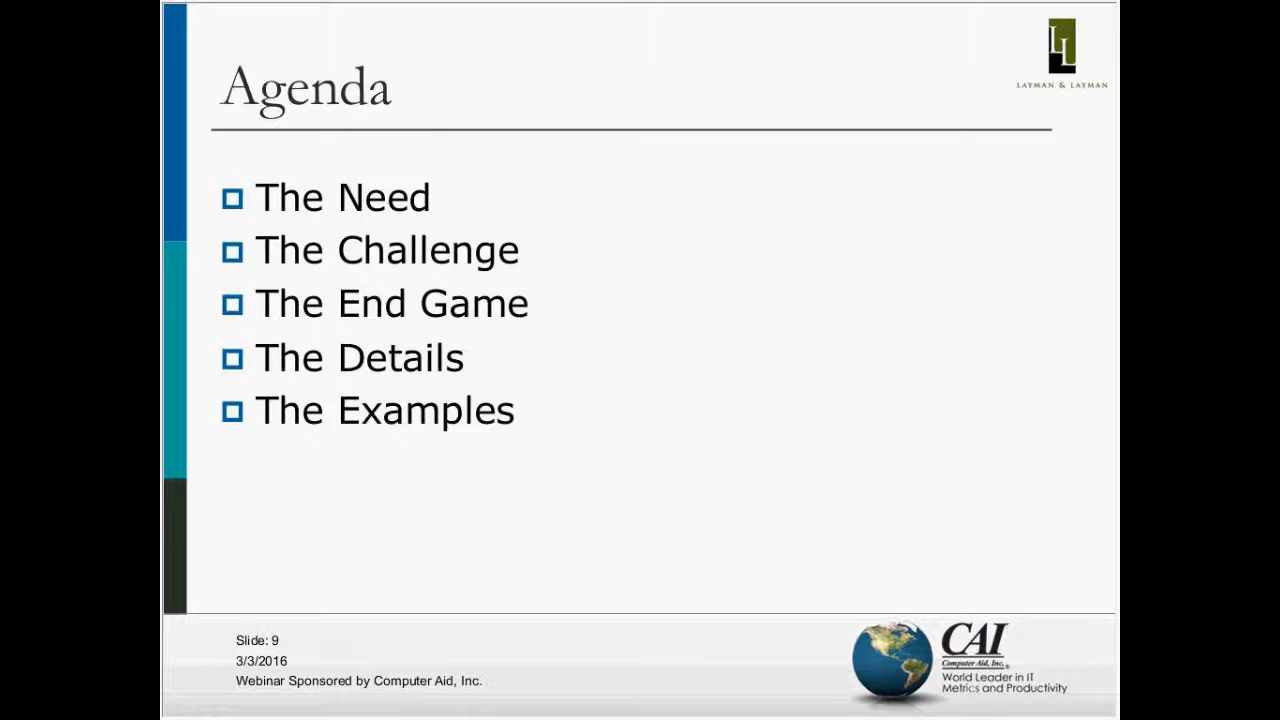 LL
LAYMAN & LAYMAN
Agenda
The Need
The Challenge
The End Game
The Details
The Examples
Slide: 9
3/3/2016
Webinar Sponsored by Computer Aid, Inc.
CAI
Computer Aid, Inc.®
World Leader in IT
Metrics and Productivity